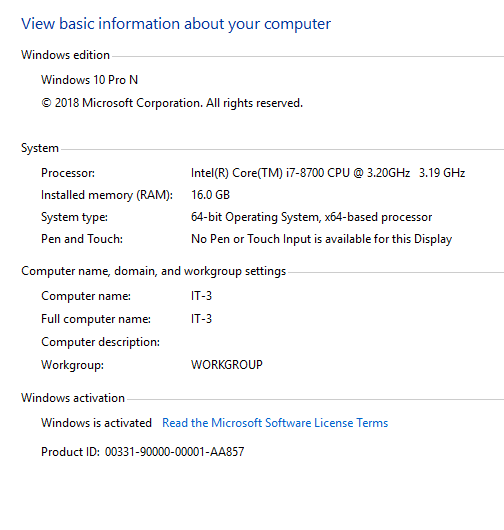 View basic information about your computer
Windows edition
Windows 10 Pro N
© 2018 Microsoft Corporation. All rights reserved.
System
Processor: Intel(R) Core(TM) i7-8700 CPU @ 3.20GHz 3.19 GHz
Installed memory (RAM): 16.0 GB
System type: 64-bit Operating System, x64-based processor
Pen and Touch: No Pen or Touch Input is available for this Display
Computer name, domain, and workgroup settings
Computer name: IT-3
Full computer name: IT-3
Computer description:
Workgroup: WORKGROUP
Windows activation
Windows is activated Read the Microsoft Software License Terms
Product ID: 00331-90000-00001-AA857